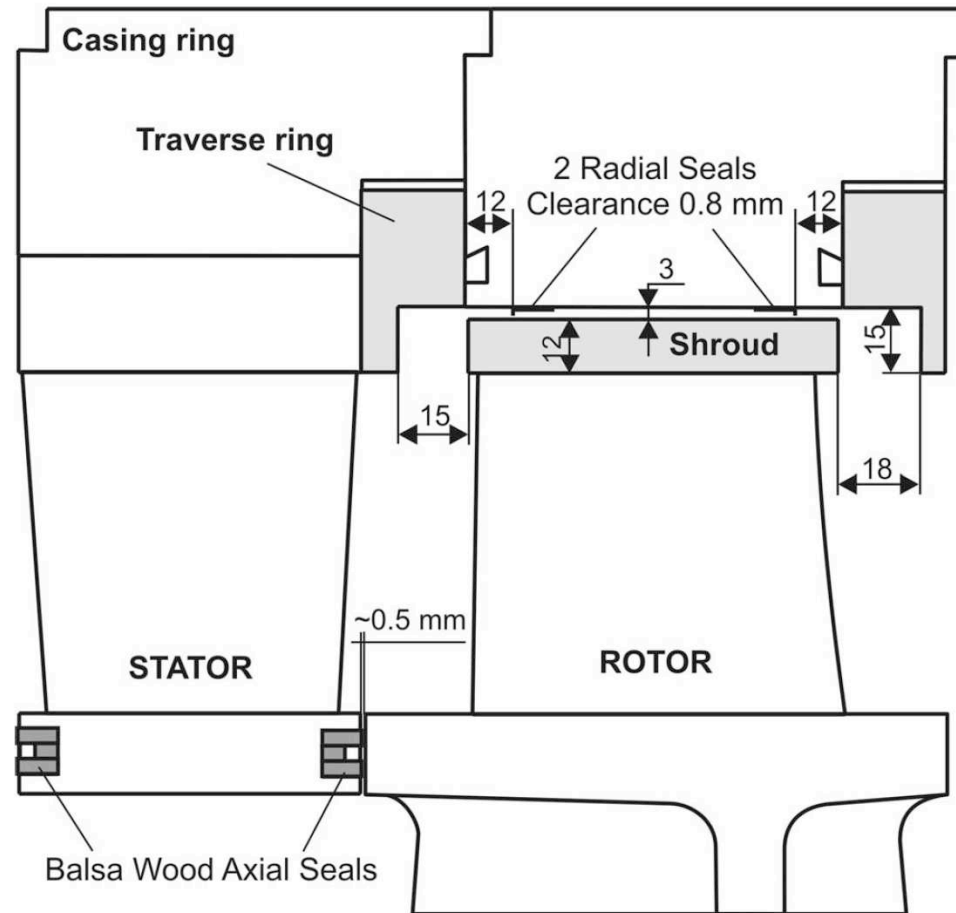 Casing ring
Traverse ring
2 Radial Seals
12
Clearance 0.8 mm
12
3
12
Shroud
15
15
18
~0.5 mm
STATOR
ROTOR
Balsa Wood Axial Seals